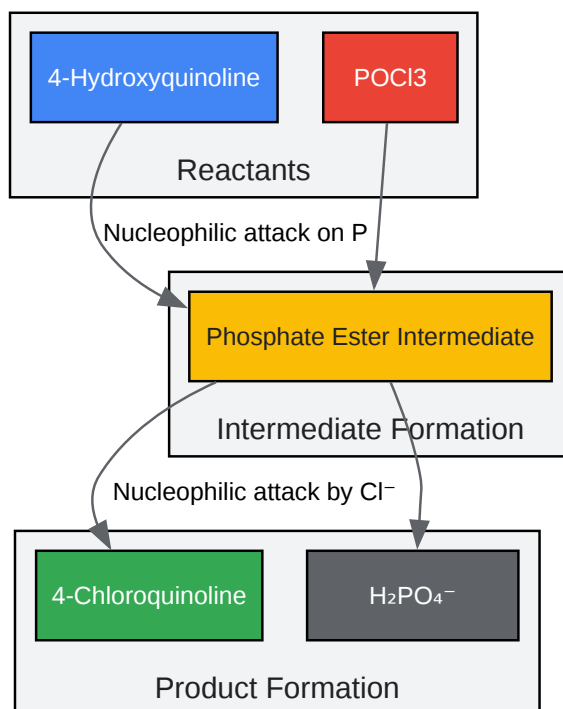 4-Hydroxyquinoline
POCl3
Reactants
Nucleophilic attack on P
Phosphate Ester Intermediate
Intermediate Formation
Nucleophilic attack by Cl⁻
4-Chloroquinoline
H₂PO₄⁻
Product Formation